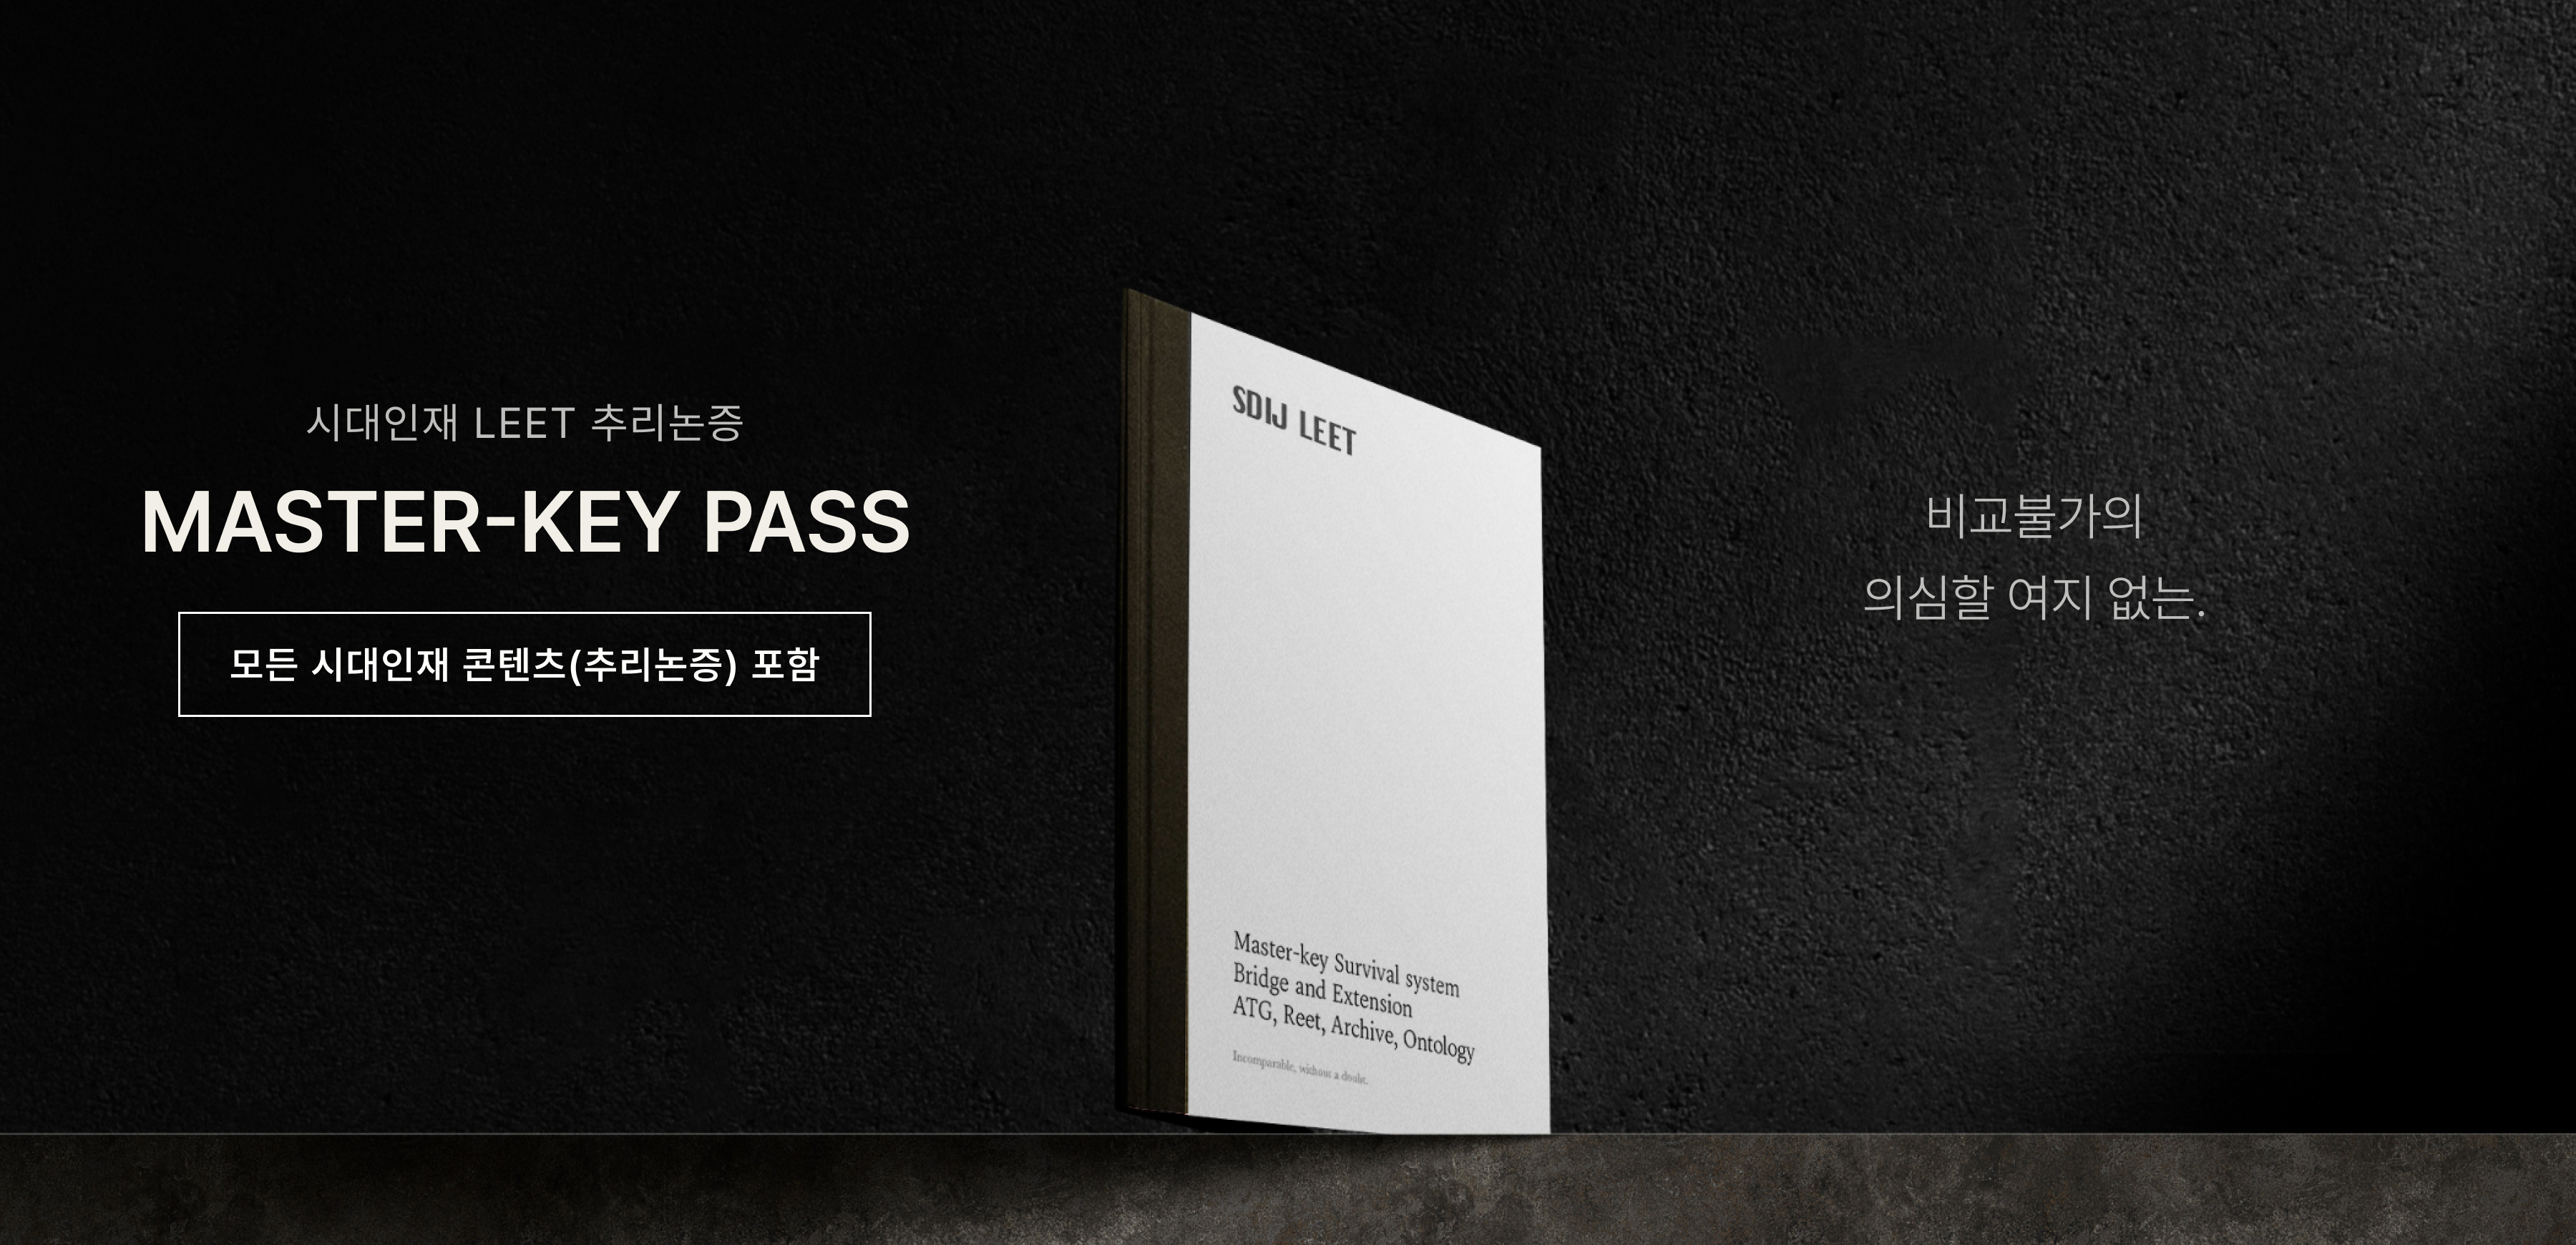 시대인재 LEET 추리논증
MASTER-KEY PASS
모든 시대인재 콘텐츠(추리논증) 포함
SDIJ LEET
Master-key Survival system
Bridge and Extension
ATG, Reet, Archive, Ontology
Incomparable, without a doubt.
비교불가의
의심할 여지 없는.